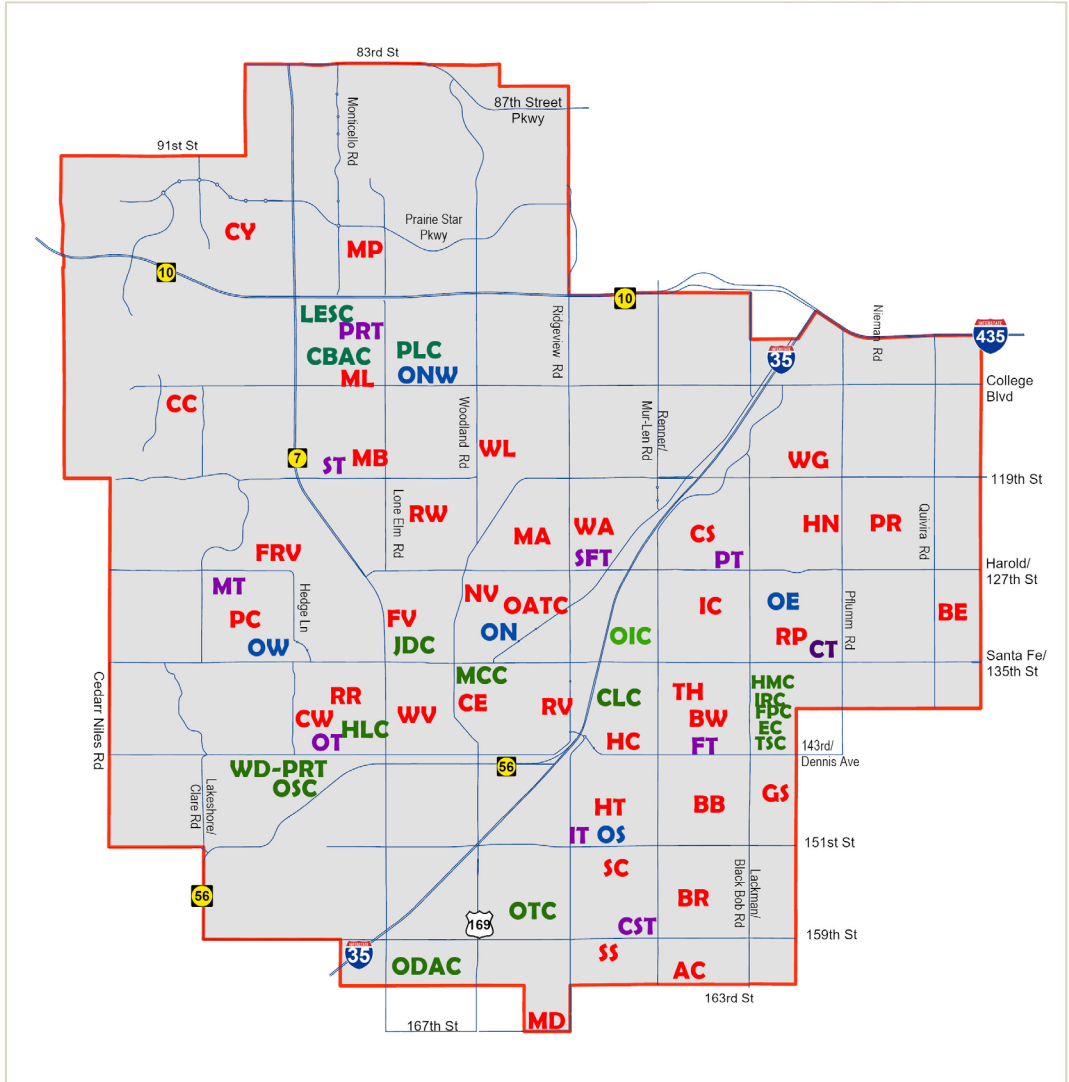 83rd St
87th Street
Pkwy
Monticello Rd
91st St
Prairie Star
Pkwy
CY
MP
10
10
LESC
PRT
CBAC
PLC
ML
ONW
Ridgeview Rd
Nieman Rd
INTERSTATE
435
35
College
Blvd
CC
Woodland Rd
Renner/
Mur-Len Rd
7
ST
MB
WL
WG
119th St
Lone Elm Rd
RW
MA
WA
SFT
CS
PT
HN
PR
Quivira Rd
FRV
Harold/
127th St
MT
PC
OW
Hedge Ln
FV
JDC
NV
OATC
ON
OIC
IC
OE
RP
CT
Pflumm Rd
BE
Santa Fe/
135th St
Cedarr Niles Rd
RR
CW
HLC
OT
WV
MCC
CE
RV
CLC
HC
TH
BW
FT
HMC
IRC
FPC
EC
TSC
143rd/
Dennis Ave
WD-PRT
OSC
Lakeshore/
Clare Rd
56
HT
IT
OS
BB
GS
151st St
SC
BR
Lackman/
Black Bob Rd
56
OTC
169
CST
159th St
35
ODAC
SS
AC
163rd St
MD
167th St